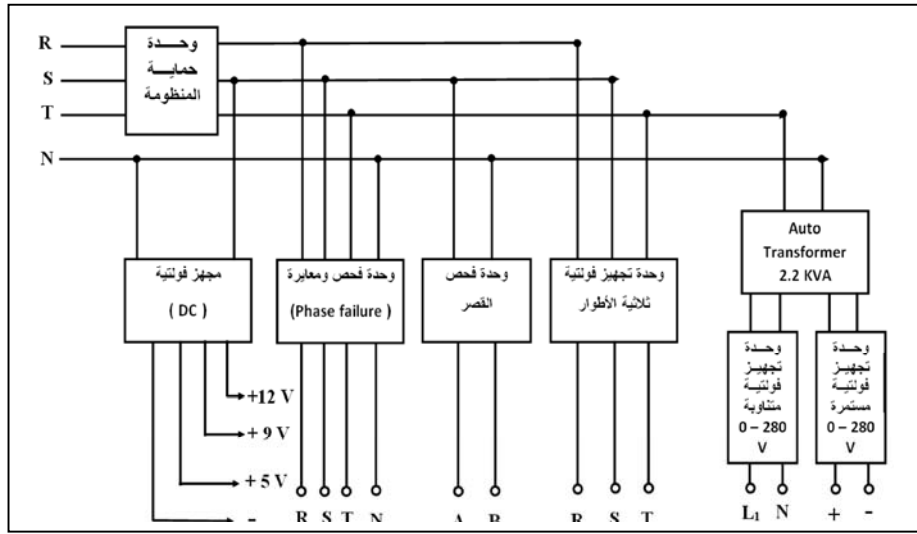 R
S
T
N
وحدة
حماية
المنظومة
مجهز فولتية
( DC )
وحدة فحص ومعايرة
(Phase failure )
وحدة فحص
القصر
وحدة تجهيز فولتية
ثلاثية الأطوار
Auto
Transformer
2.2 KVA
وحدة
تجهيز
فولتية
متناوبة
0 – 280
V
وحدة
تجهيز
فولتية
مستمرة
0 – 280
V
+12 V
+ 9 V
+ 5 V
-
R S T N
A B
R S T
L₁ N
+ -